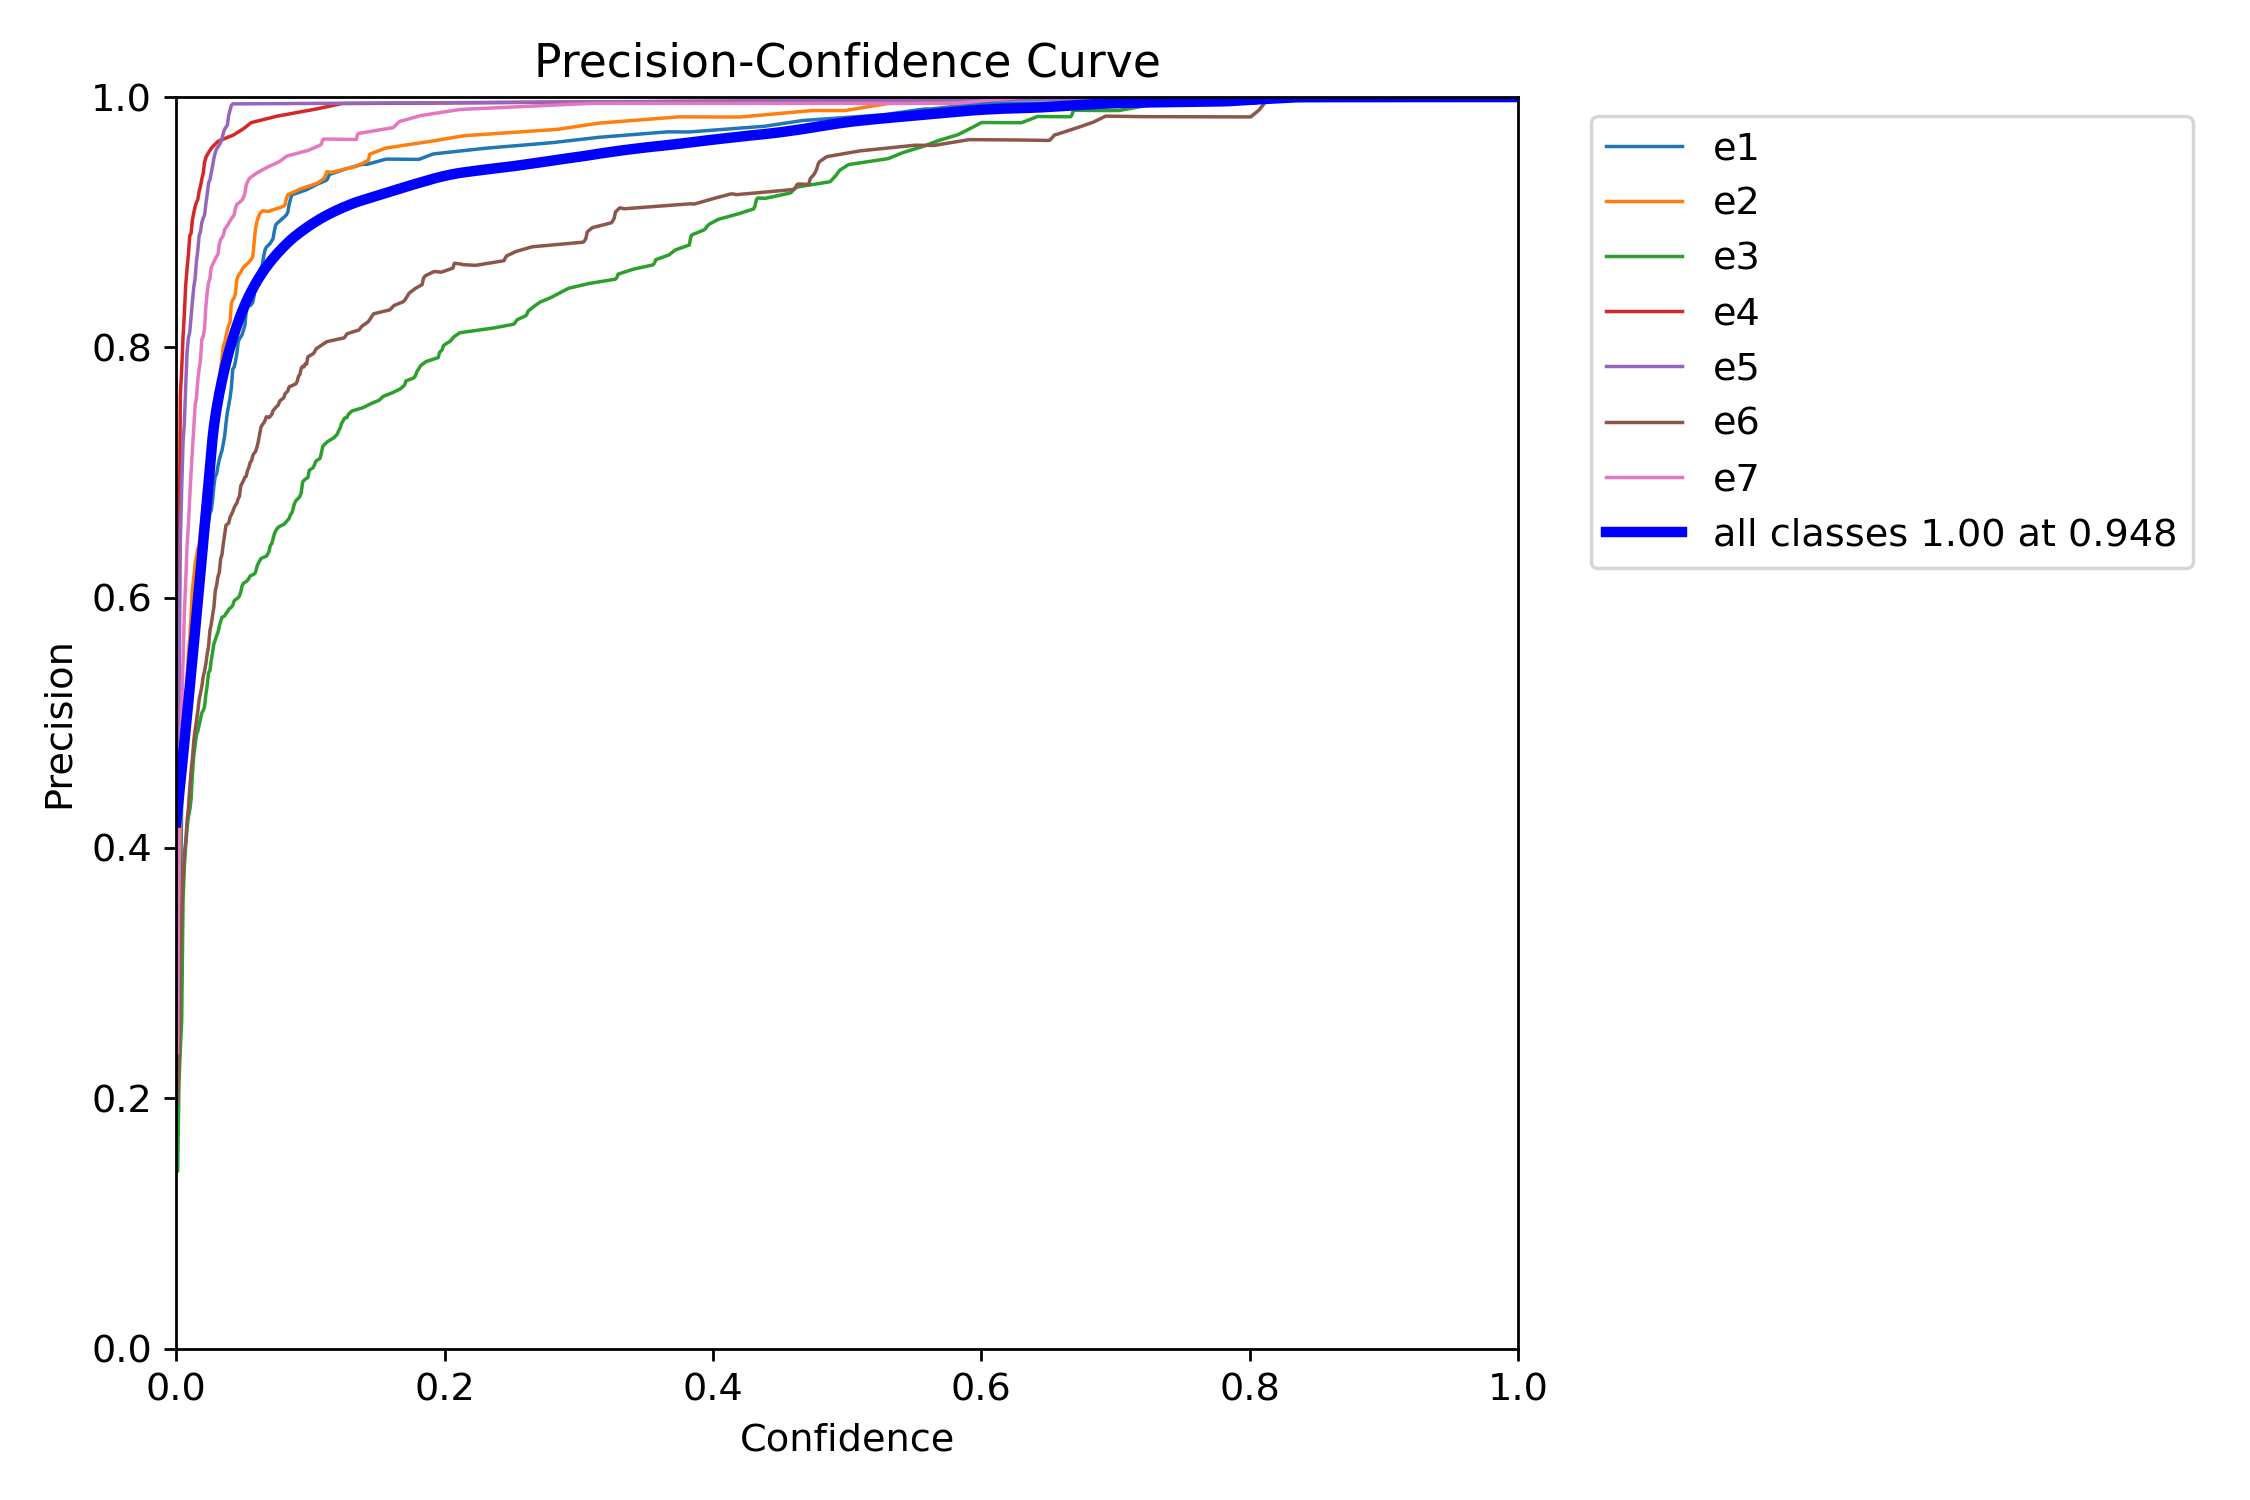 Precision-Confidence Curve
1.0
0.8
0.6
0.4
0.2
0.0
Precision
0.0 0.2 0.4 0.6 0.8 1.0
Confidence
e1
e2
e3
e4
e5
e6
e7
all classes 1.00 at 0.948